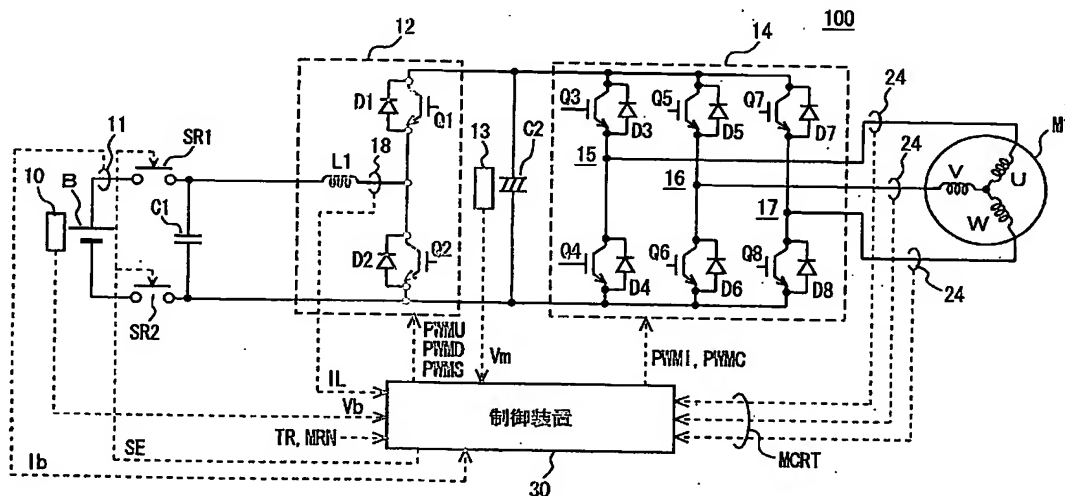 100
12
14
11
SR1
D1
Q1
13
C2
Q3
Q5
Q7
D3
D5
D7
24
10
B
L1
18
15
V
U
M1
C1
16
24
W
17
D2
Q2
Q4
Q6
Q8
24
SR2
D4
D6
D8
PWMU
PWMD
PWMS
Vm
PWMI, PWMC
IL
Vb
制御装置
TR, MRN
SE
MCRT
Ib
30